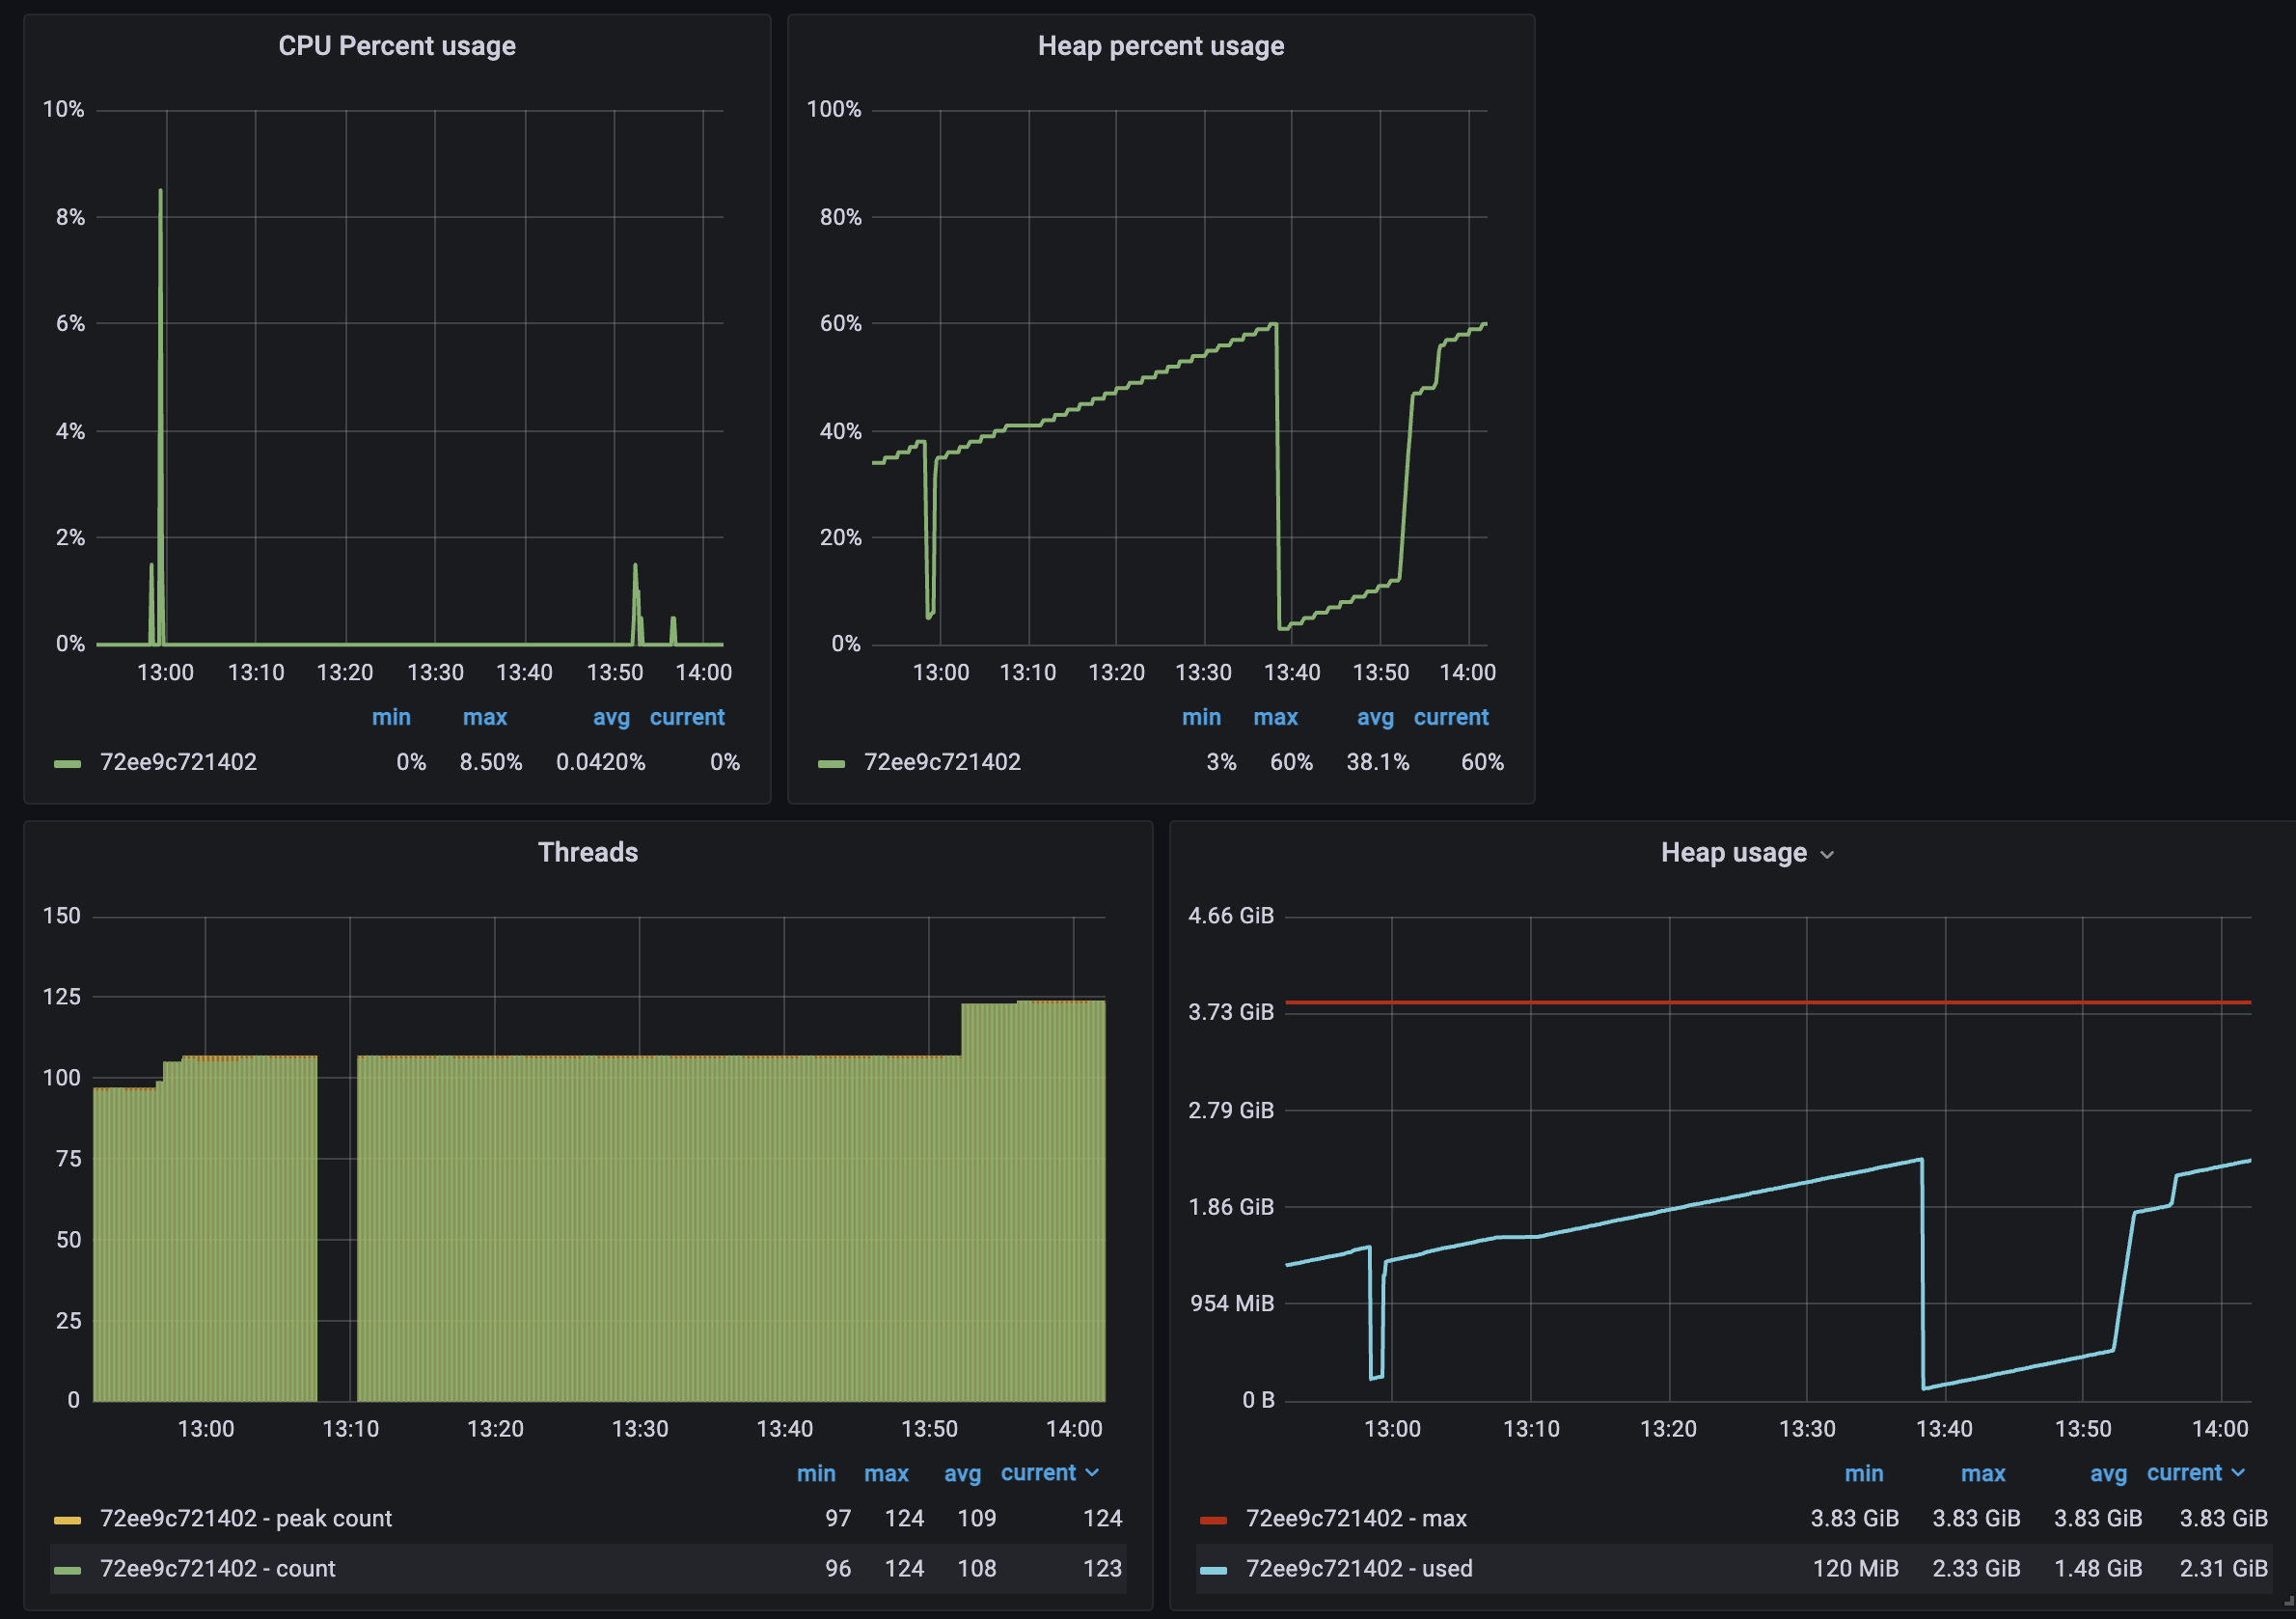 CPU Percent usage
10%
8%
6%
4%
2%
0%
13:00 13:10 13:20 13:30 13:40 13:50 14:00
min max avg current
72ee9c721402 0% 8.50% 0.0420% 0%
Heap percent usage
100%
80%
60%
40%
20%
0%
13:00 13:10 13:20 13:30 13:40 13:50 14:00
min max avg current
72ee9c721402 3% 60% 38.1% 60%
Threads
150
125
100
75
50
25
0
13:00 13:10 13:20 13:30 13:40 13:50 14:00
min max avg current
72ee9c721402 - peak count 97 124 109 124
72ee9c721402 - count 96 124 108 123
Heap usage
4.66 GiB
3.73 GiB
2.79 GiB
1.86 GiB
954 MiB
0 B
13:00 13:10 13:20 13:30 13:40 13:50 14:00
min max avg current
72ee9c721402 - max 3.83 GiB 3.83 GiB 3.83 GiB 3.83 GiB
72ee9c721402 - used 120 MiB 2.33 GiB 1.48 GiB 2.31 GiB